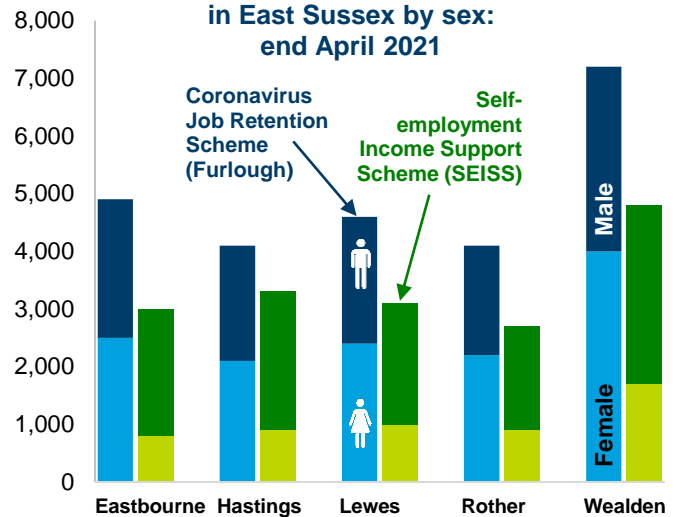 in East Sussex by sex:
end April 2021
8,000
7,000
6,000
5,000
4,000
3,000
2,000
1,000
0
Coronavirus
Job Retention
Scheme
(Furlough)
Self-
employment
Income Support
Scheme (SEISS)
Male
Female
Eastbourne Hastings Lewes Rother Wealden